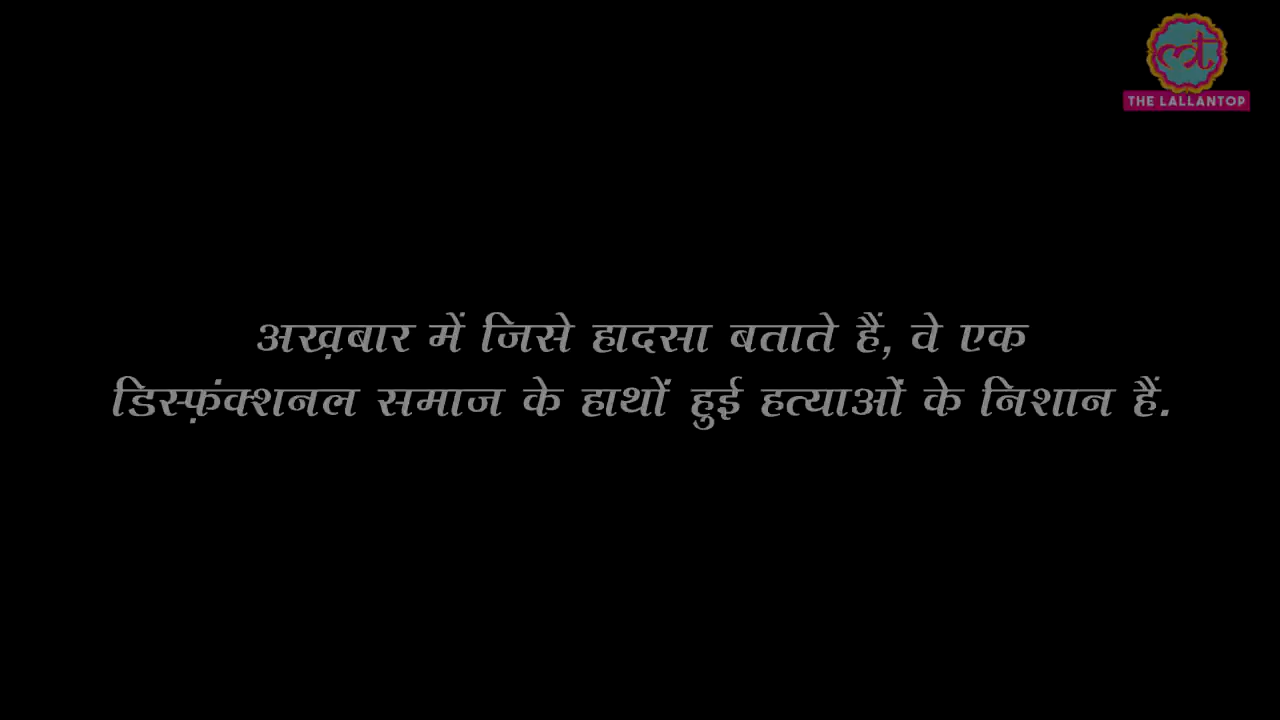 THE LALLANTOP
अख़बार में जिसे हादसा बताते हैं, वे एक
डिस्फ़ंक्शनल समाज के हाथों हुई हत्याओं के निशान हैं.